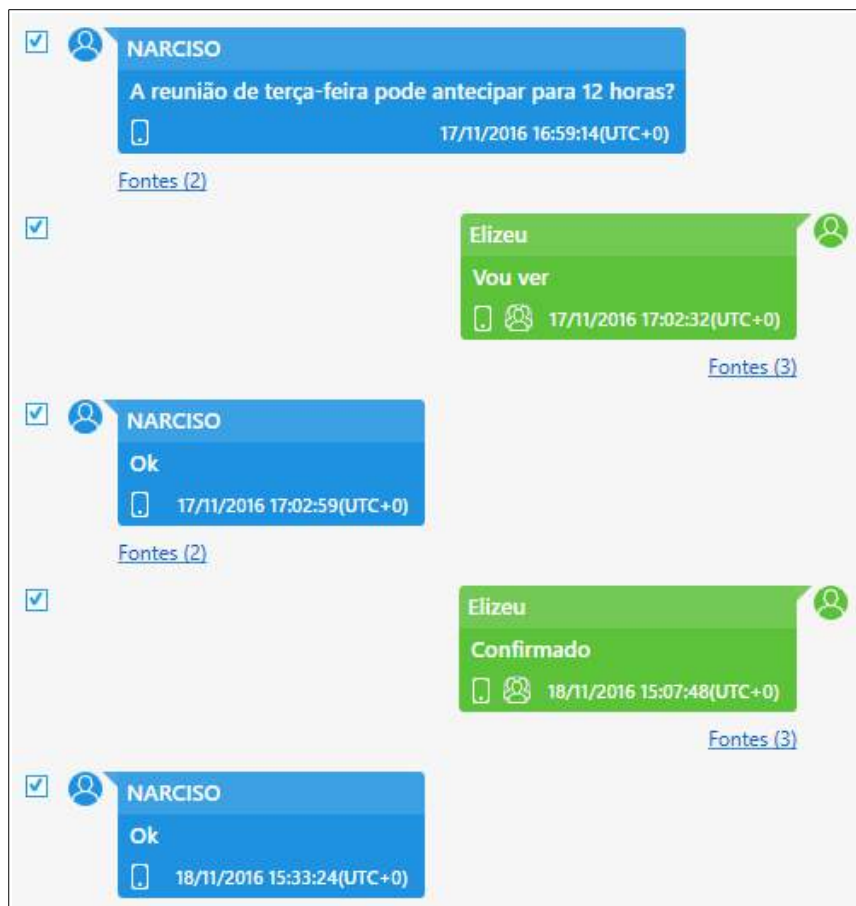 NARCISO
A reunião de terça-feira pode antecipar para 12 horas?
17/11/2016 16:59:14(UTC+0)
Fontes (2)
Elizeu
Vou ver
17/11/2016 17:02:32(UTC+0)
Fontes (3)
NARCISO
Ok
17/11/2016 17:02:59(UTC+0)
Fontes (2)
Elizeu
Confirmado
18/11/2016 15:07:48(UTC+0)
Fontes (3)
NARCISO
Ok
18/11/2016 15:33:24(UTC+0)